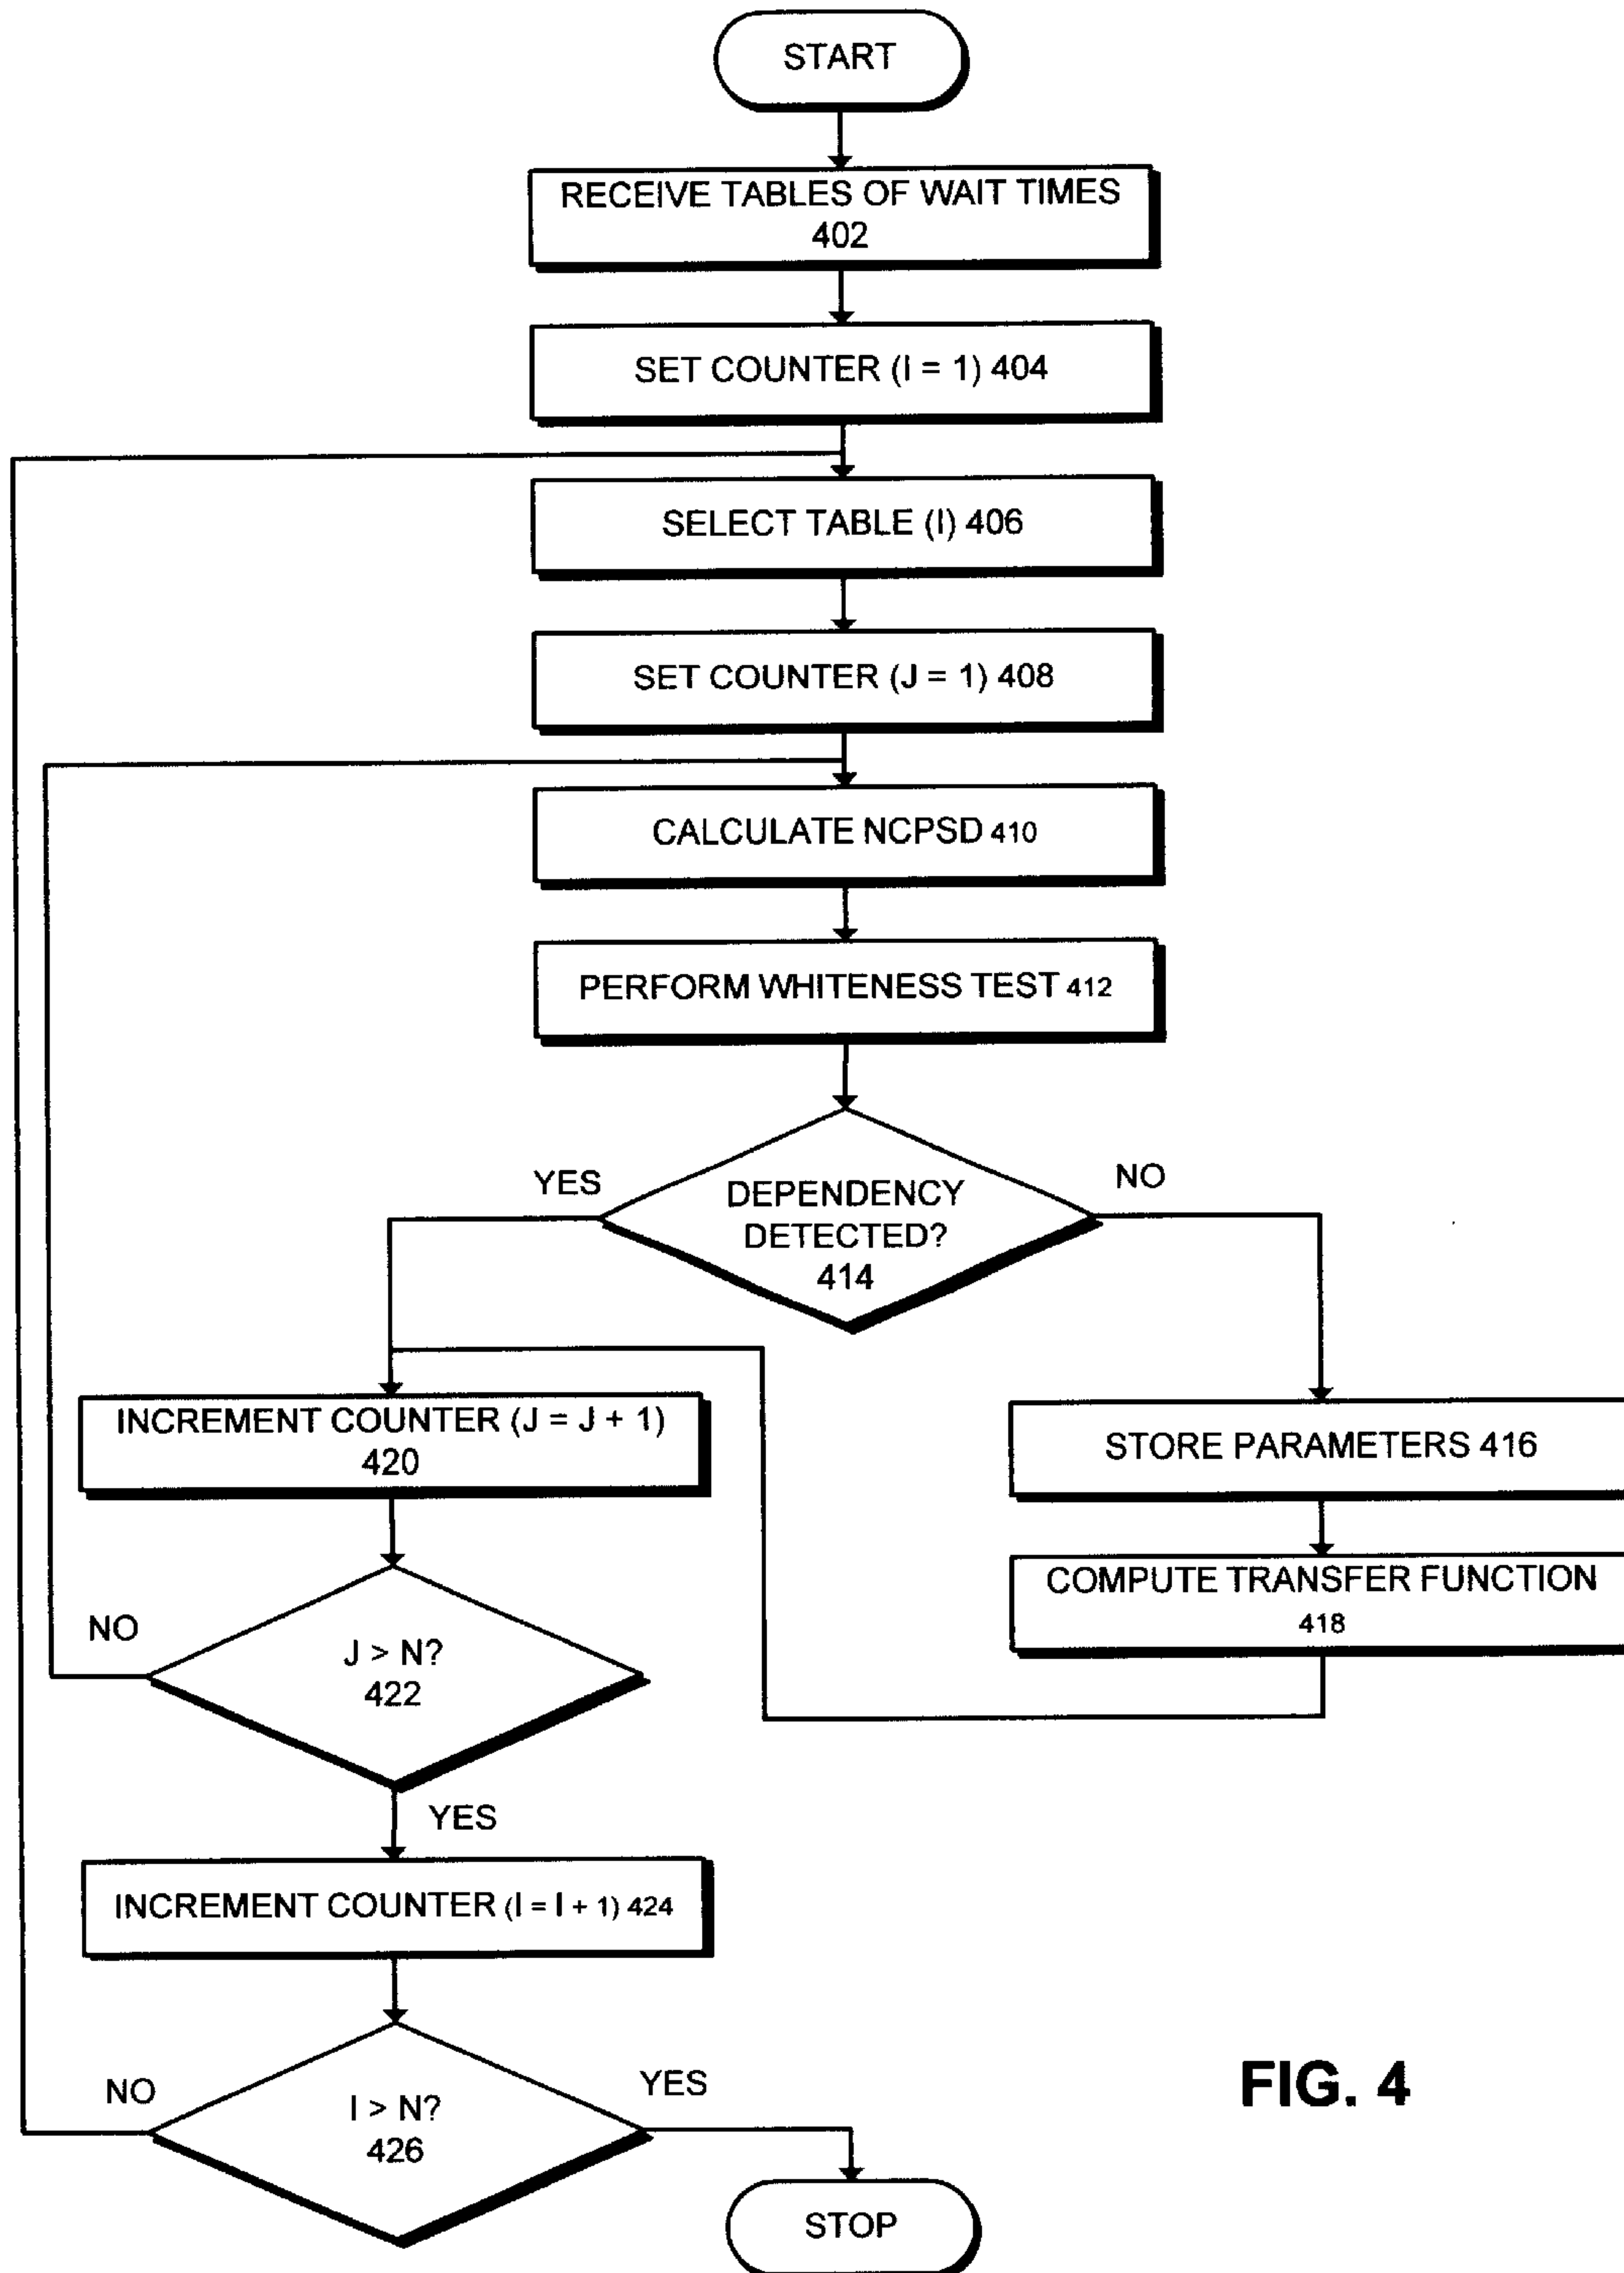 START
RECEIVE TABLES OF WAIT TIMES
402
SET COUNTER (I = 1) 404
SELECT TABLE (I) 406
SET COUNTER (J = 1) 408
CALCULATE NCPSD 410
PERFORM WHITENESS TEST 412
YES
NO
DEPENDENCY
DETECTED?
414
INCREMENT COUNTER (J = J + 1)
420
STORE PARAMETERS 416
COMPUTE TRANSFER FUNCTION
418
NO
J > N?
422
YES
INCREMENT COUNTER (I = I + 1) 424
NO
I > N?
426
YES
STOP
FIG. 4